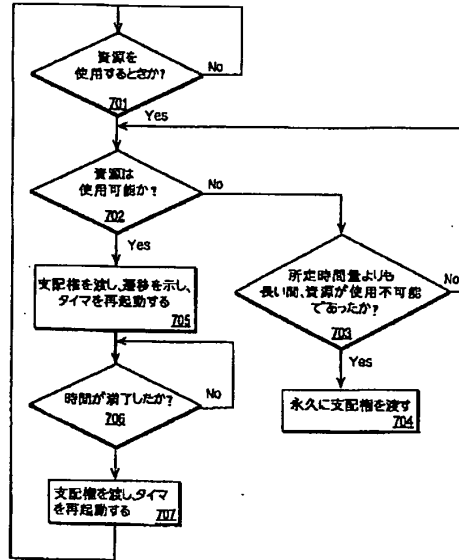 資源を
使用するときか?
701
No
Yes
資源は
使用可能か?
702
No
Yes
支配権を渡し、遷移を示し、
タイマを再起動する
705
所定時間量よりも
長い間、資源が使用不可能
であったか?
703
No
Yes
永久に支配権を渡す
704
時間が満了したか?
706
No
支配権を渡し、タイマ
を再起動する
707